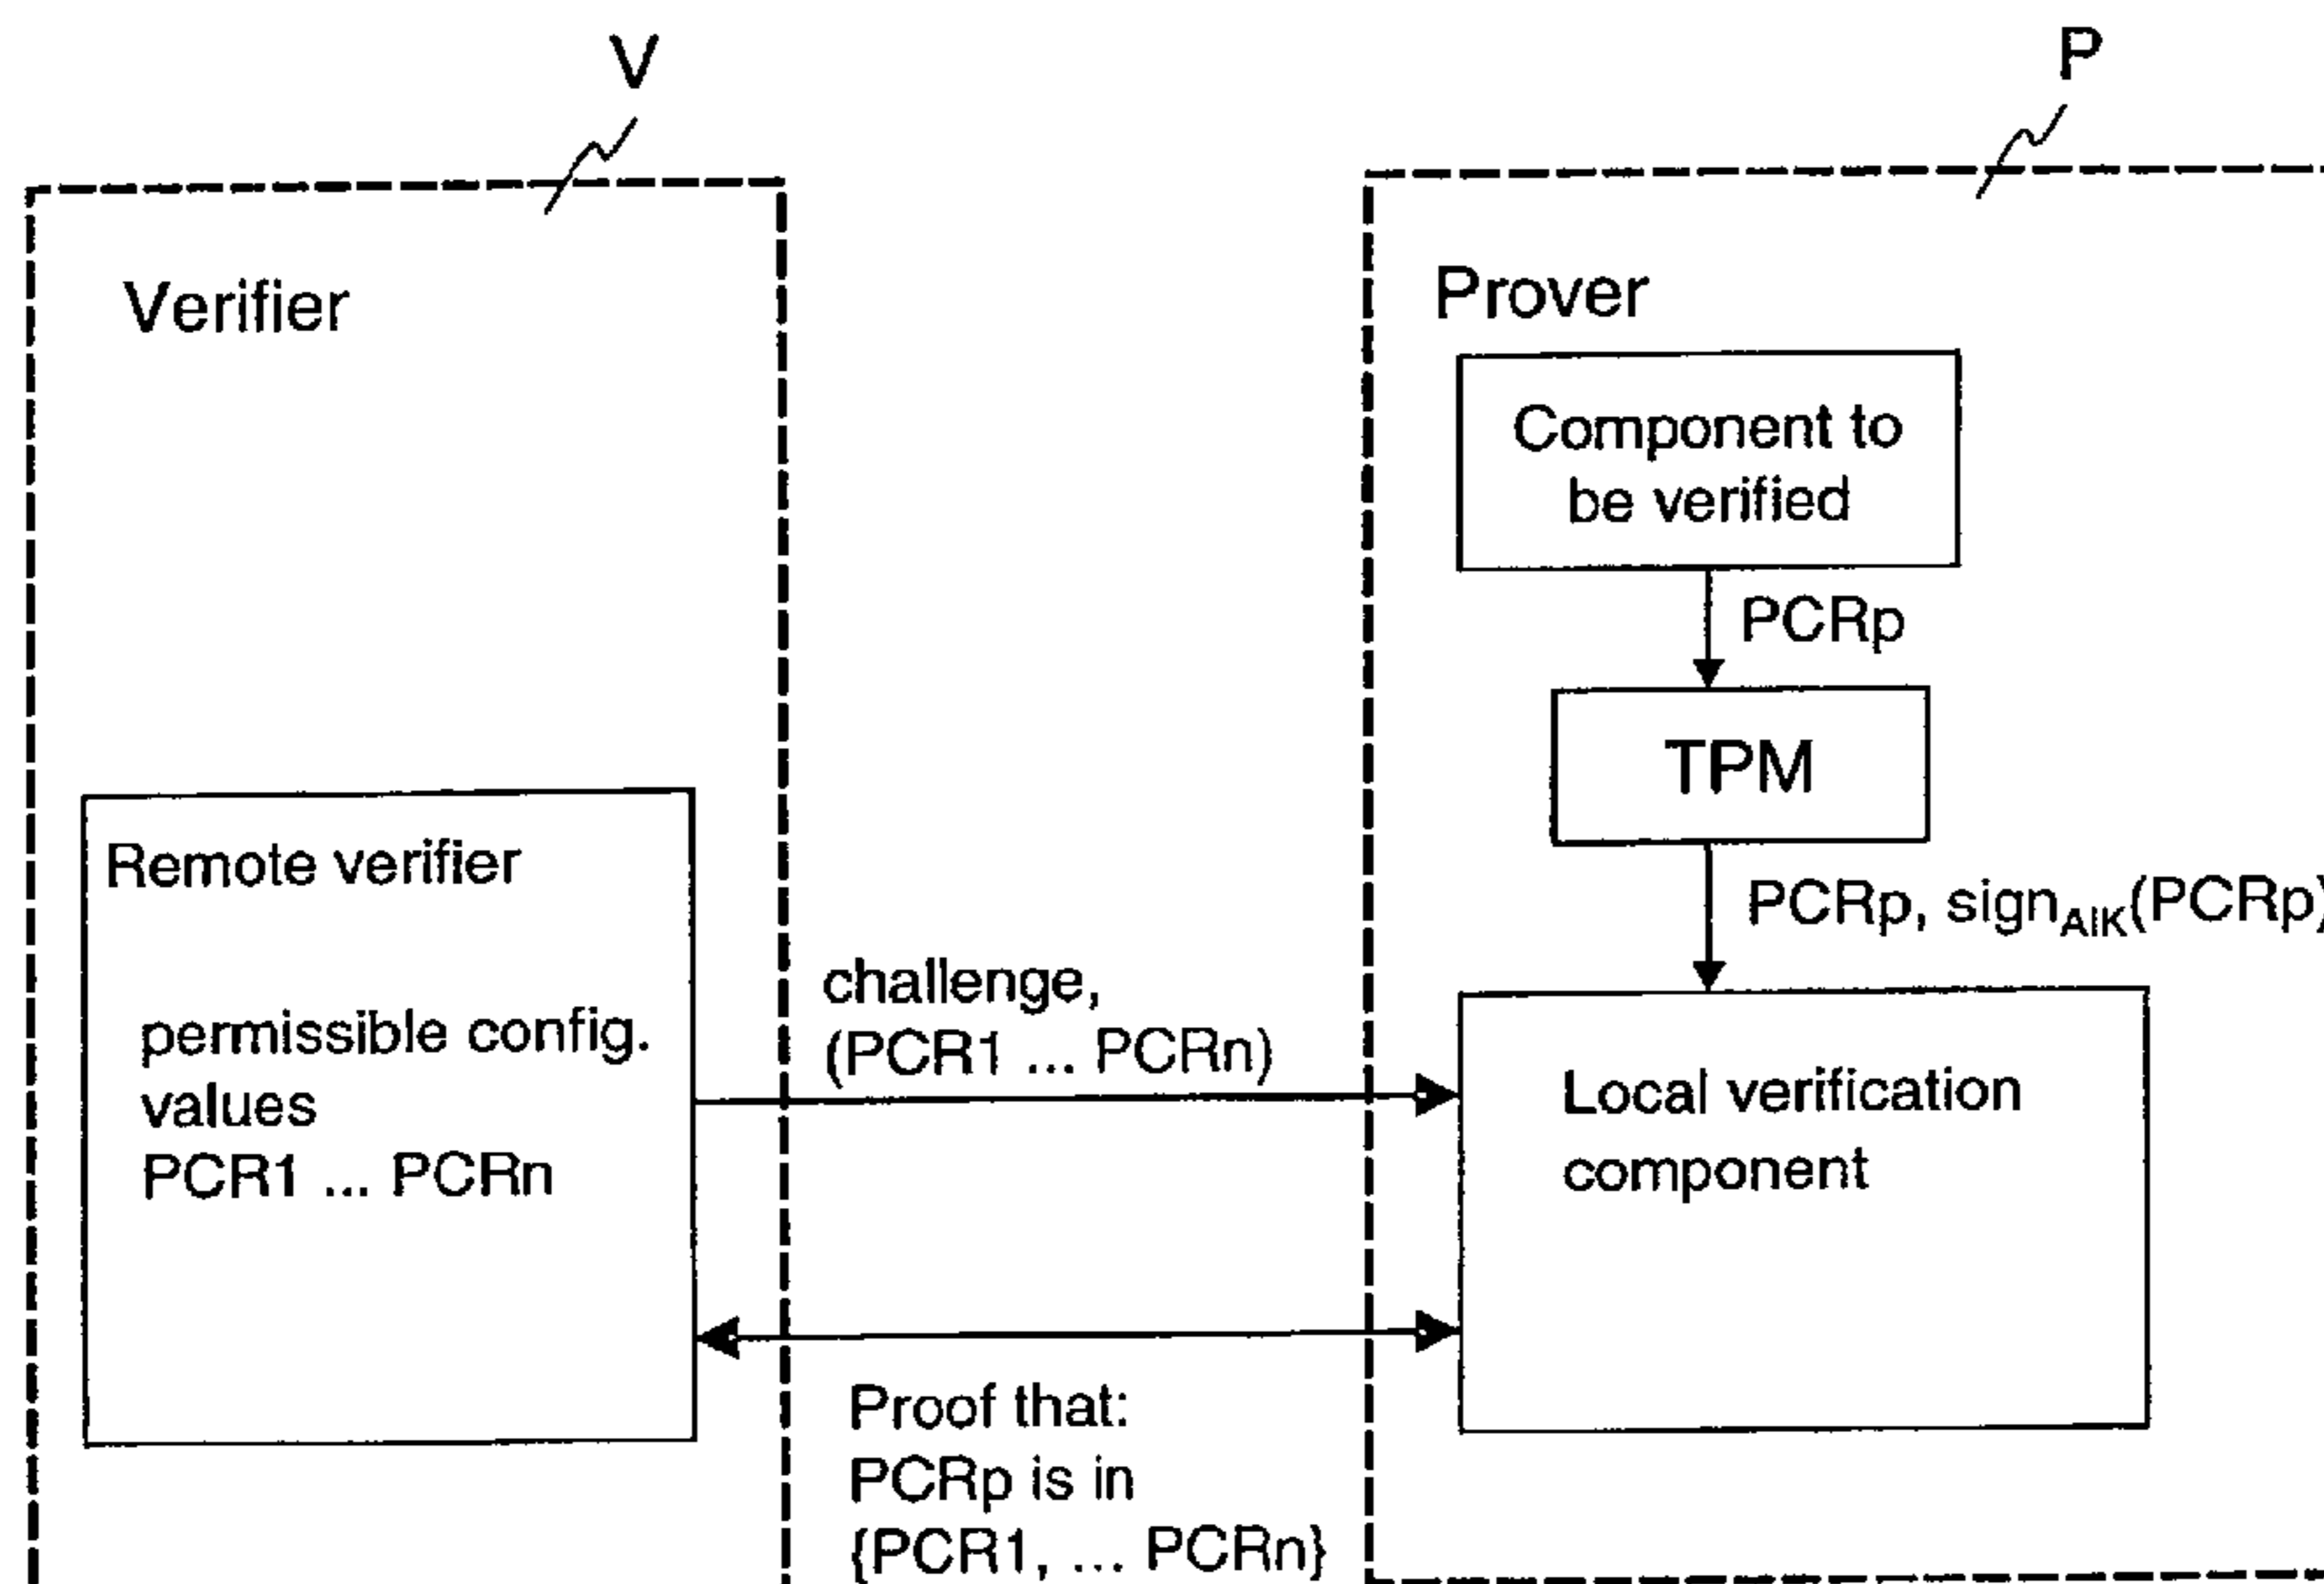 V
P
Verifier
Prover
Component to
be verified
PCRp
TPM
PCRp, sign_AIK(PCRp)
Remote verifier
permissible config.
values
PCR1 ... PCRn
challenge,
(PCR1 ... PCRn)
Local verification
component
Proof that:
PCRp is in
{PCR1, ... PCRn}